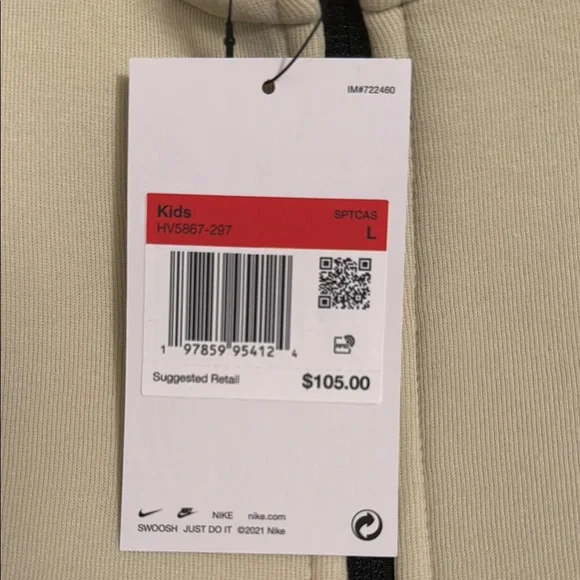 IM#722460
Kids SPTCAS
HV5867-297 L
1 97859 95412 4
Suggested Retail $105.00
NIKE nike.com
SWOOSH JUST DO IT ©2021 Nike